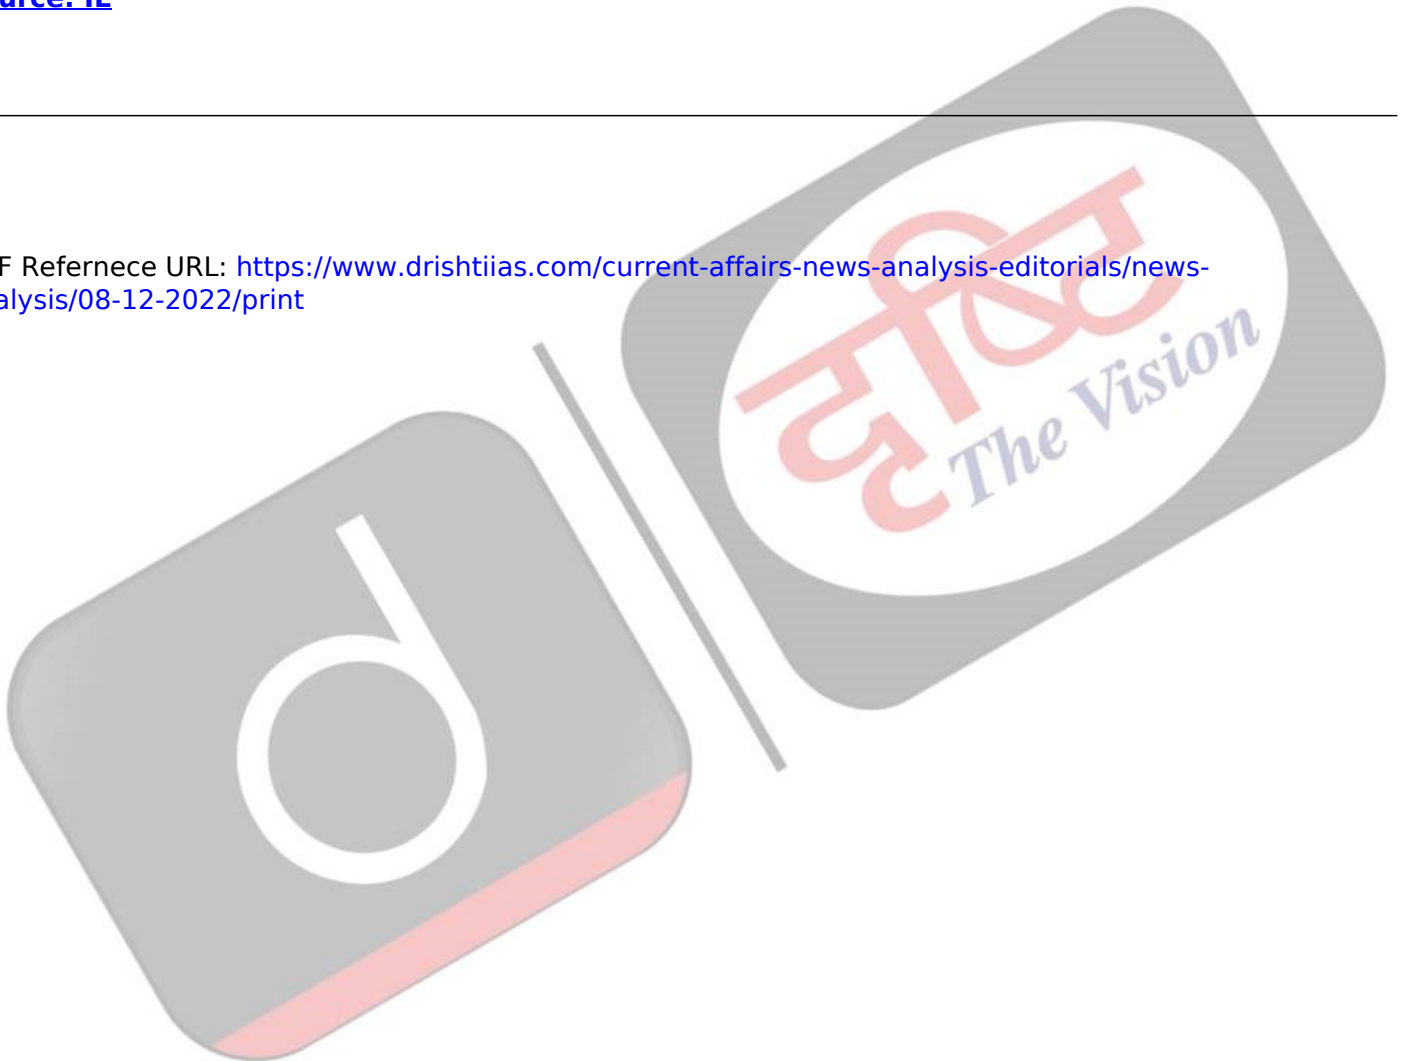 urce: IE
F Refernece URL: https://www.drishtiias.com/current-affairs-news-analysis-editorials/news-
alysis/08-12-2022/print
दृष्टि
The Vision
d